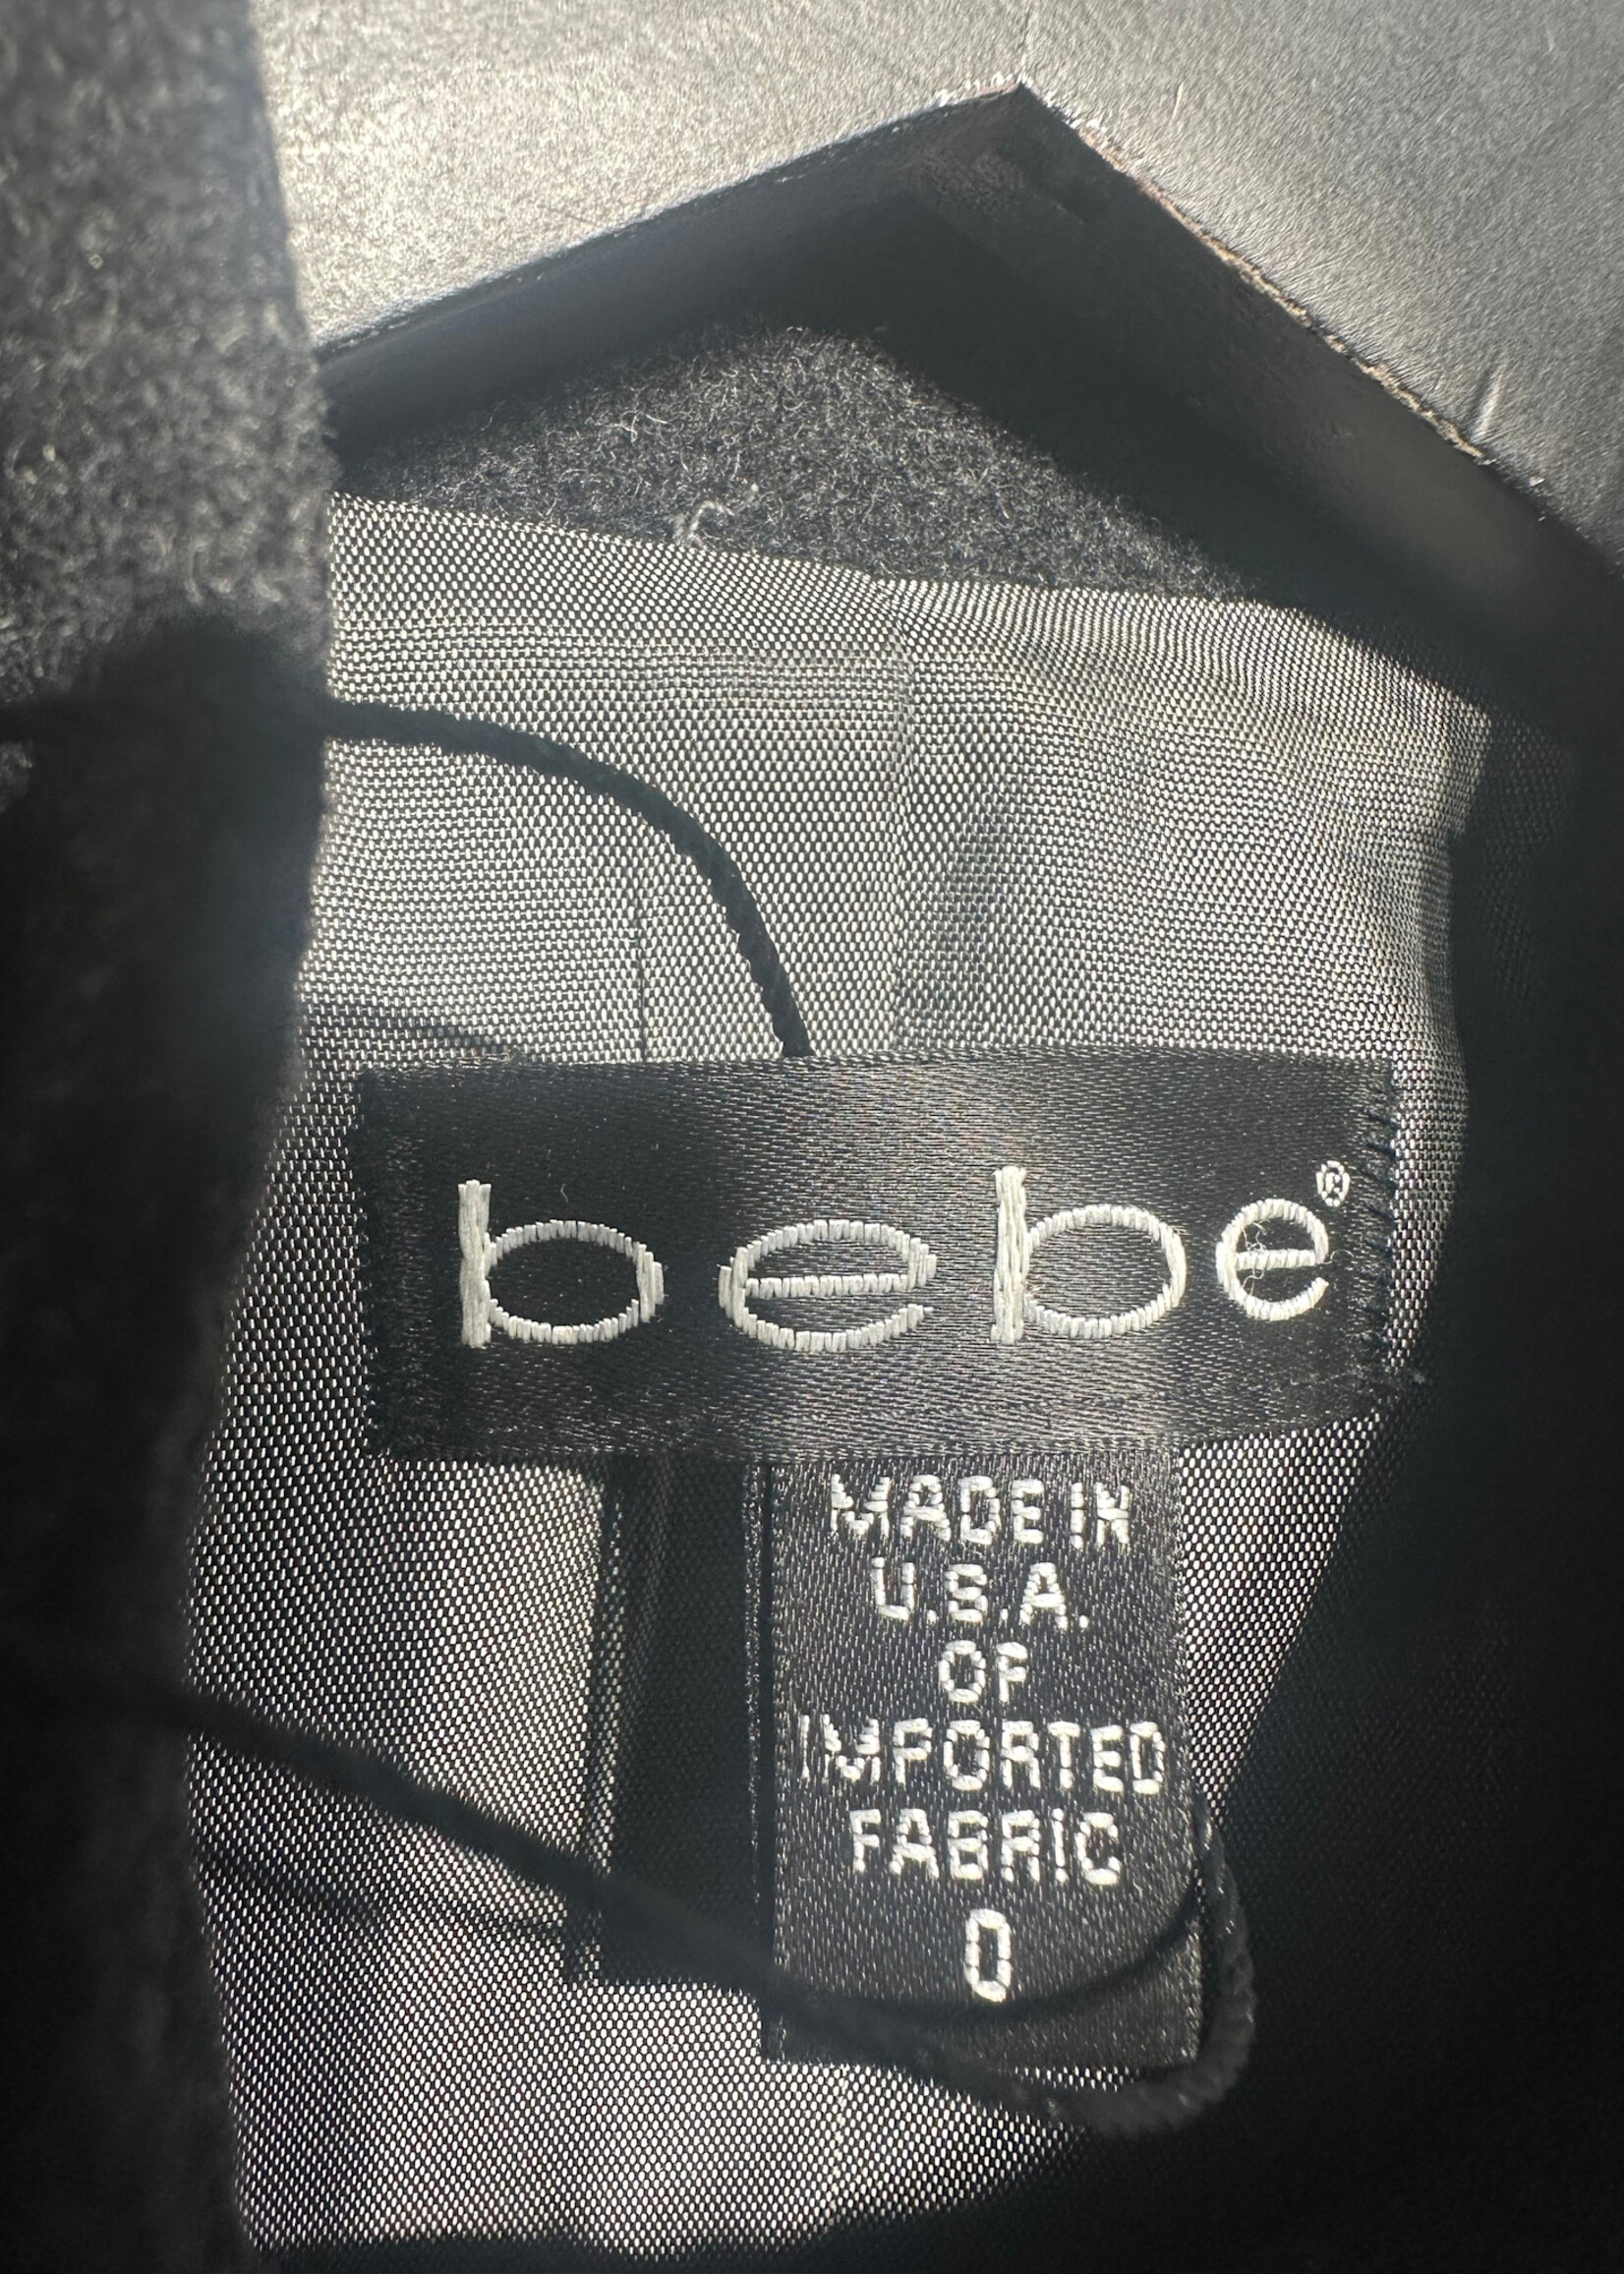 bebe®
MADE IN
U.S.A.
OF
IMPORTED
FABRIC
0